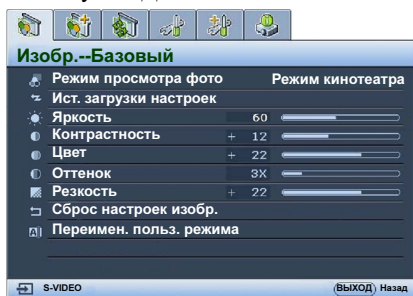 Изобр.--Базовый
Режим просмотра фото Режим кинотеатра
Ист. загрузки настроек
Яркость 60
Контрастность + 12
Цвет + 22
Оттенок 3X
Резкость + 22
Сброс настроек изобр.
Переимен. польз. режима
S-VIDEO ВЫХОД Назад